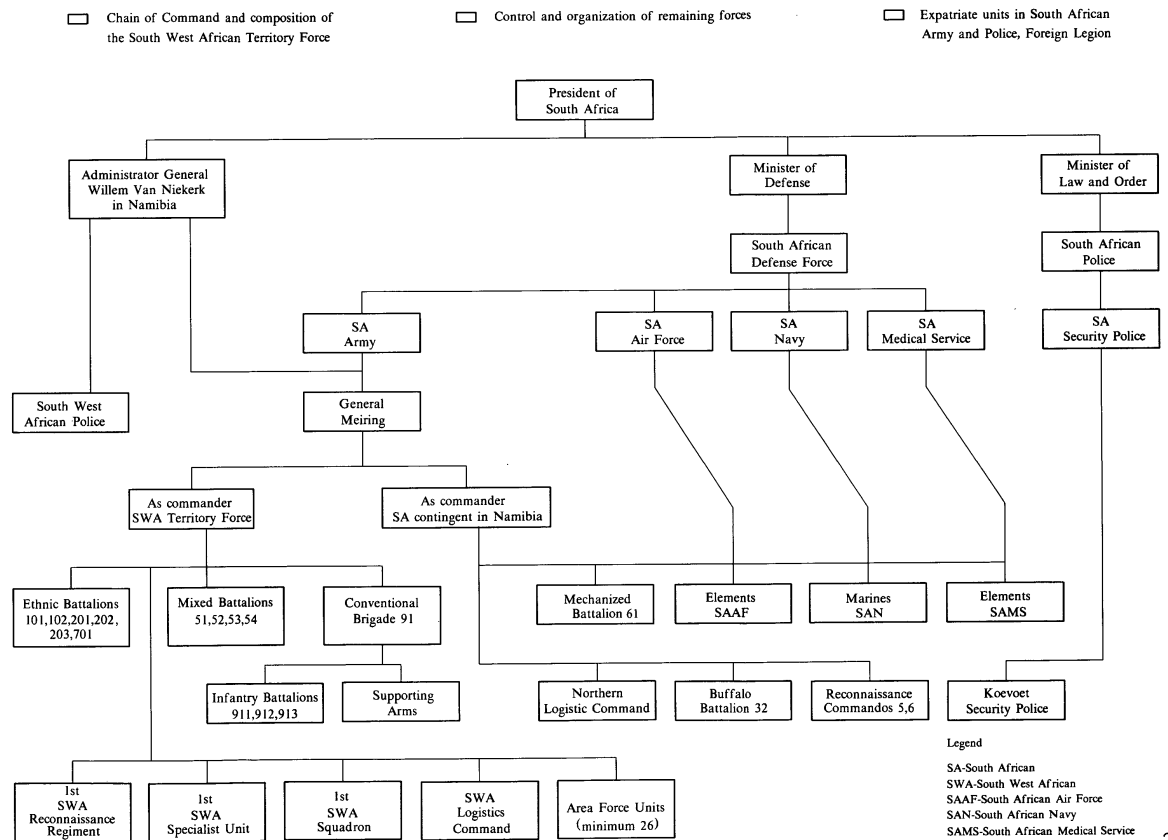 Chain of Command and composition of
the South West African Territory Force
Control and organization of remaining forces
Expatriate units in South African
Army and Police, Foreign Legion
President of
South Africa
Administrator General
Willem Van Niekerk
in Namibia
Minister of
Defense
Minister of
Law and Order
South African
Defense Force
South African
Police
SA
Army
SA
Air Force
SA
Navy
SA
Medical Service
SA
Security Police
South West
African Police
General
Meiring
As commander
SWA Territory Force
As commander
SA contingent in Namibia
Ethnic Battalions
101,102,201,202,
203,701
Mixed Battalions
51,52,53,54
Conventional
Brigade 91
Mechanized
Battalion 61
Elements
SAAF
Marines
SAN
Elements
SAMS
Infantry Battalions
911,912,913
Supporting
Arms
Northern
Logistic Command
Buffalo
Battalion 32
Reconnaissance
Commandos 5,6
Koevoet
Security Police
1st
SWA
Reconnaissance
Regiment
1st
SWA
Specialist Unit
1st
SWA
Squadron
SWA
Logistics
Command
Area Force Units
(minimum 26)
Legend
SA-South African
SWA-South West African
SAAF-South African Air Force
SAN-South African Navy
SAMS-South African Medical Service